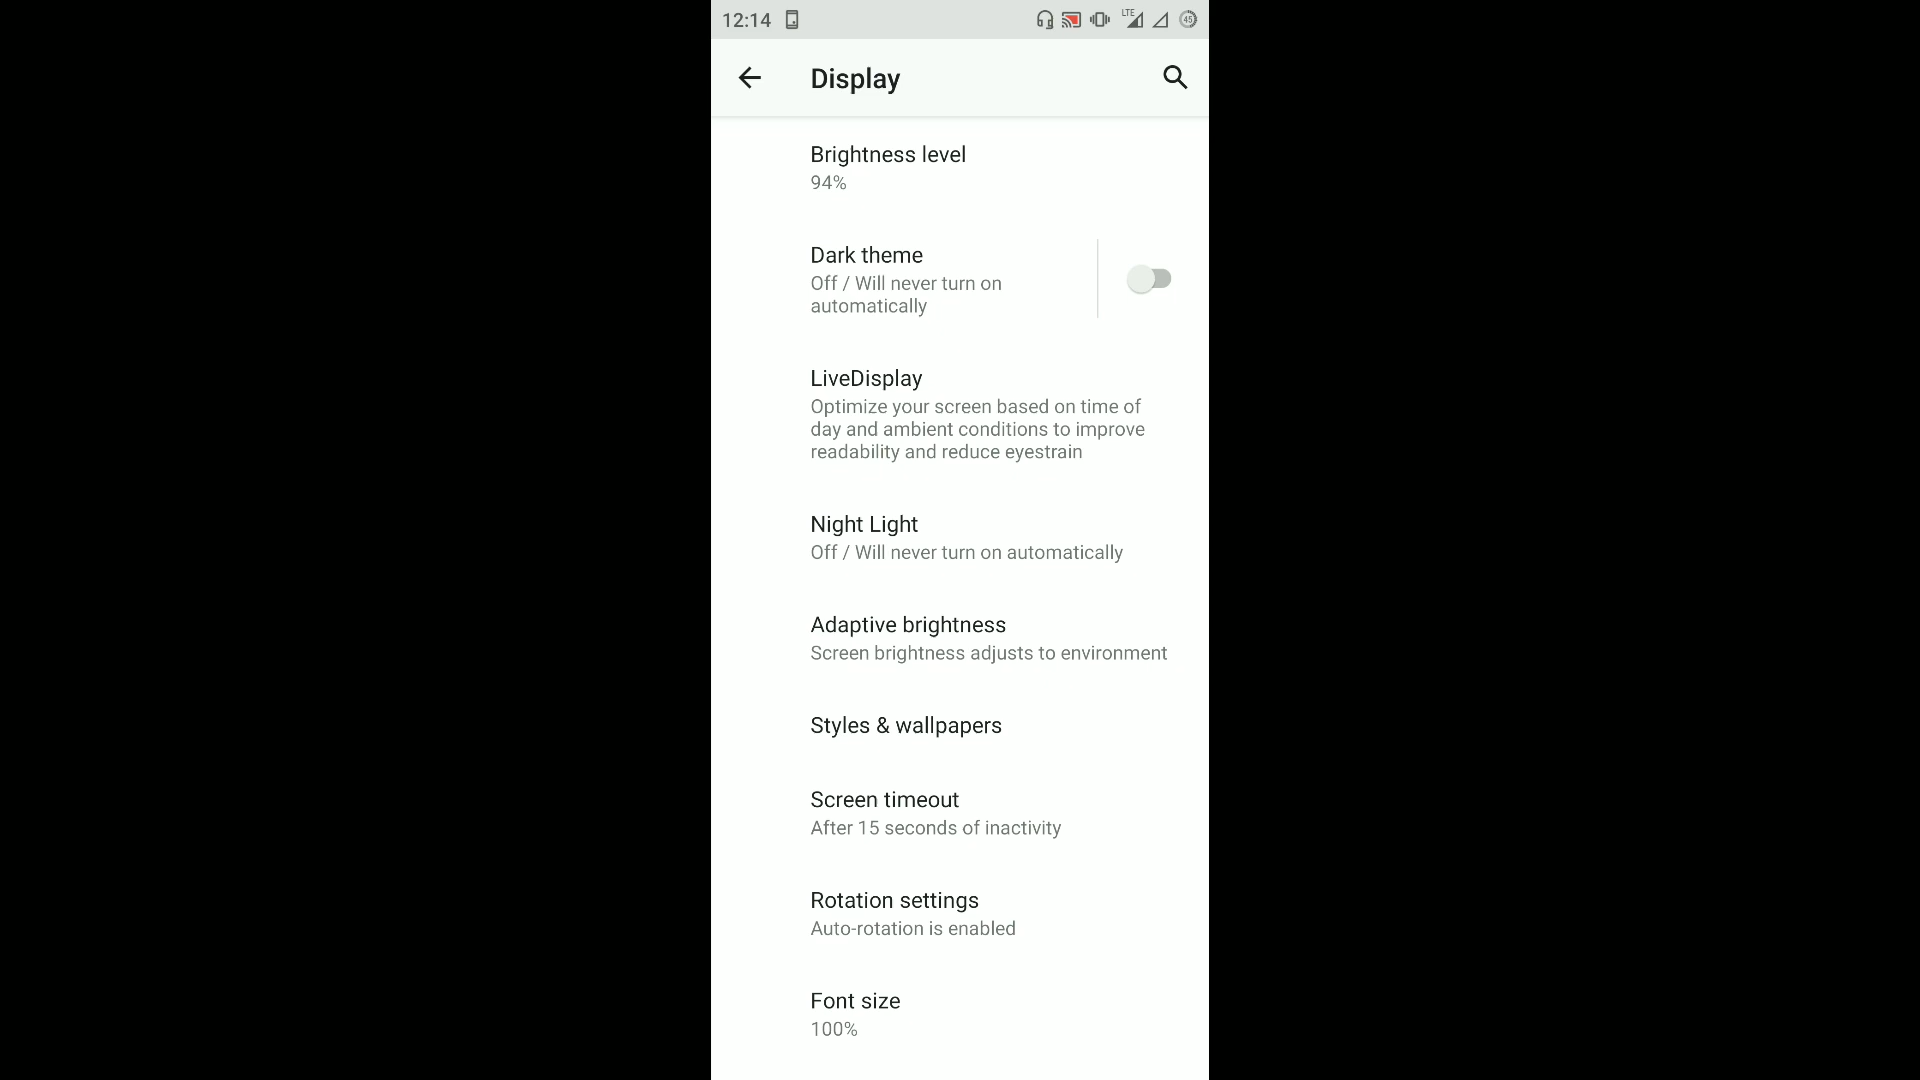 12:14
LTE
45
Display
Brightness level
94%
Dark theme
Off / Will never turn on
automatically
LiveDisplay
Optimize your screen based on time of
day and ambient conditions to improve
readability and reduce eyestrain
Night Light
Off / Will never turn on automatically
Adaptive brightness
Screen brightness adjusts to environment
Styles & wallpapers
Screen timeout
After 15 seconds of inactivity
Rotation settings
Auto-rotation is enabled
Font size
100%